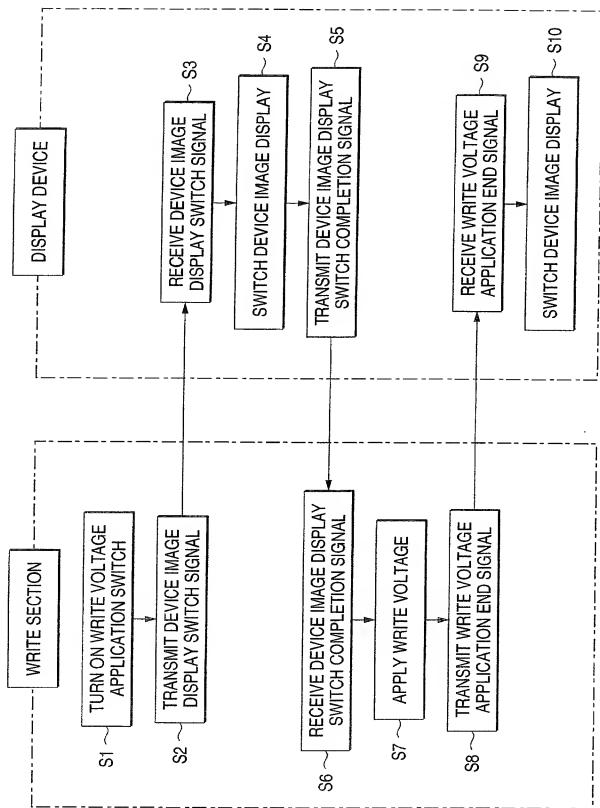 WRITE SECTION
TURN ON WRITE VOLTAGE
APPLICATION SWITCH
S1
TRANSMIT DEVICE IMAGE
DISPLAY SWITCH SIGNAL
S2
DISPLAY DEVICE
RECEIVE DEVICE IMAGE
DISPLAY SWITCH SIGNAL
S3
SWITCH DEVICE IMAGE DISPLAY
S4
TRANSMIT DEVICE IMAGE DISPLAY
SWITCH COMPLETION SIGNAL
S5
RECEIVE DEVICE IMAGE DISPLAY
SWITCH COMPLETION SIGNAL
S6
APPLY WRITE VOLTAGE
S7
TRANSMIT WRITE VOLTAGE
APPLICATION END SIGNAL
S8
RECEIVE WRITE VOLTAGE
APPLICATION END SIGNAL
S9
SWITCH DEVICE IMAGE DISPLAY
S10